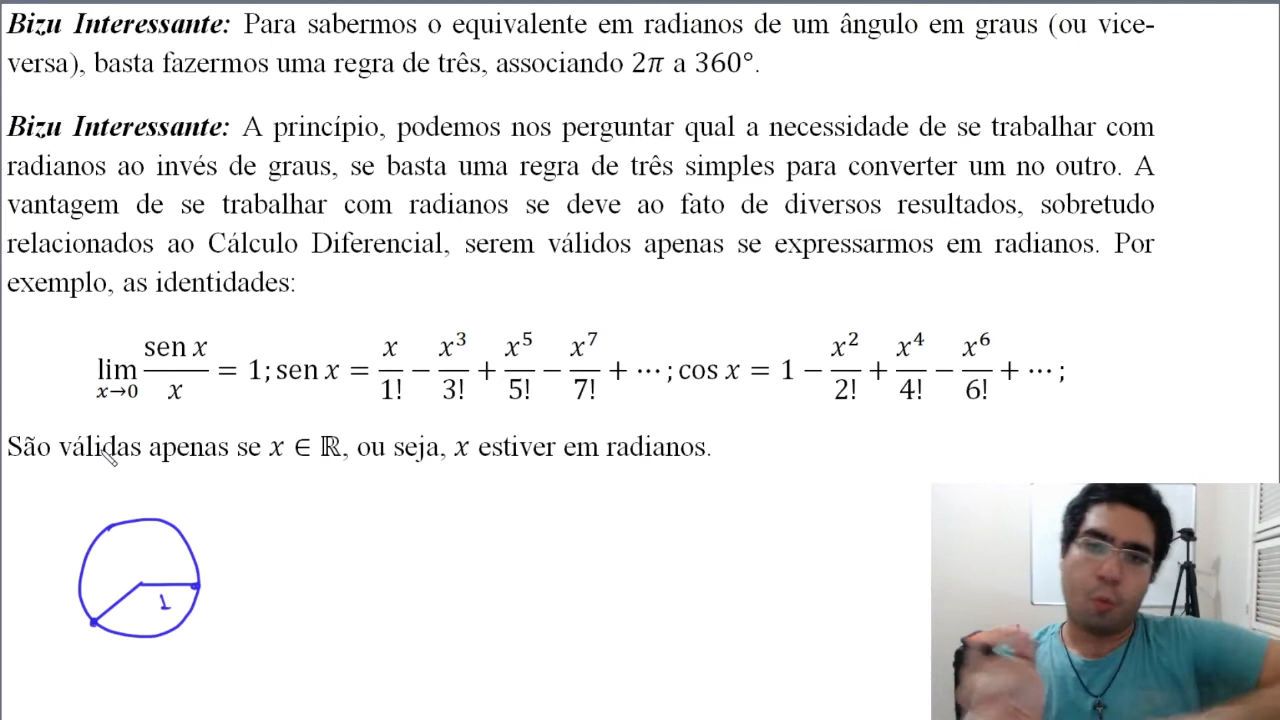 Bizu Interessante: Para sabermos o equivalente em radianos de um ângulo em graus (ou vice-
versa), basta fazermos uma regra de três, associando 2π a 360°.
Bizu Interessante: A princípio, podemos nos perguntar qual a necessidade de se trabalhar com
radianos ao invés de graus, se basta uma regra de três simples para converter um no outro. A
vantagem de se trabalhar com radianos se deve ao fato de diversos resultados, sobretudo
relacionados ao Cálculo Diferencial, serem válidos apenas se expressarmos em radianos. Por
exemplo, as identidades:
lim x→0 sen x / x = 1; sen x = x/1! − x³/3! + x⁵/5! − x⁷/7! + ⋯; cos x = 1 − x²/2! + x⁴/4! − x⁶/6! + ⋯;
São válidas apenas se x ∈ ℝ, ou seja, x estiver em radianos.
1